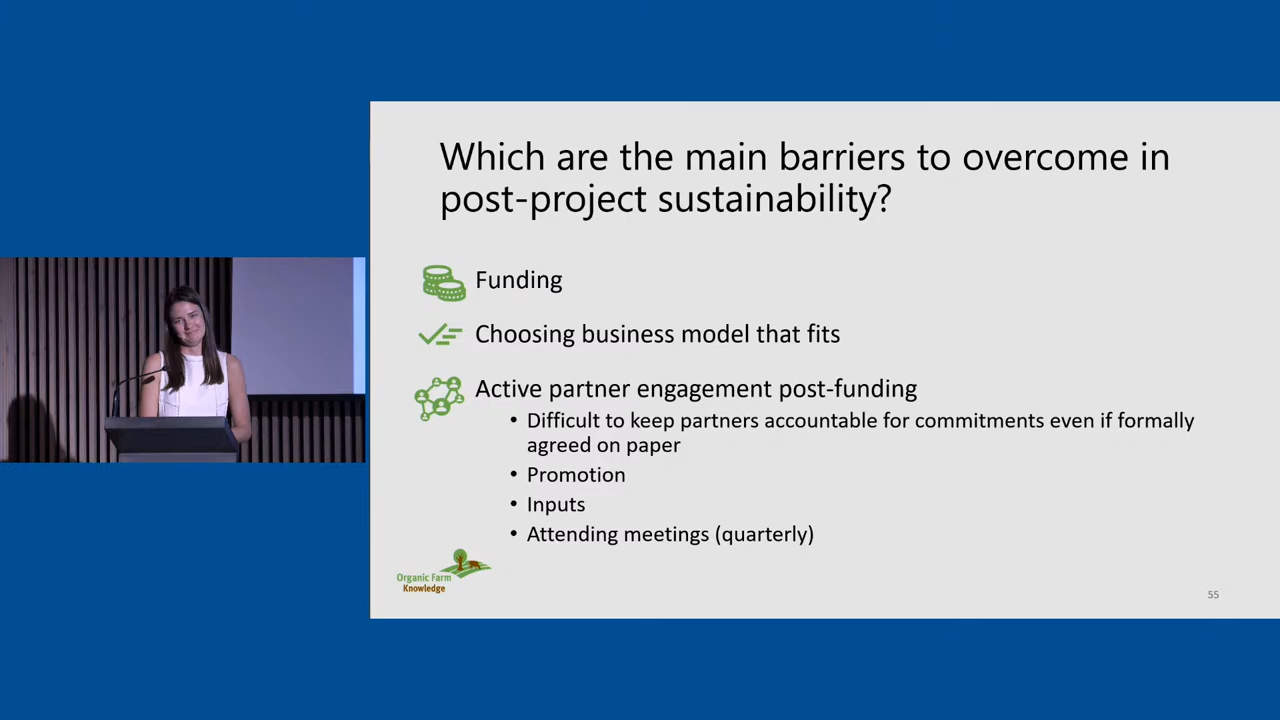 Which are the main barriers to overcome in
post-project sustainability?
Funding
Choosing business model that fits
Active partner engagement post-funding
• Difficult to keep partners accountable for commitments even if formally
agreed on paper
• Promotion
• Inputs
• Attending meetings (quarterly)
Organic Farm
Knowledge
55